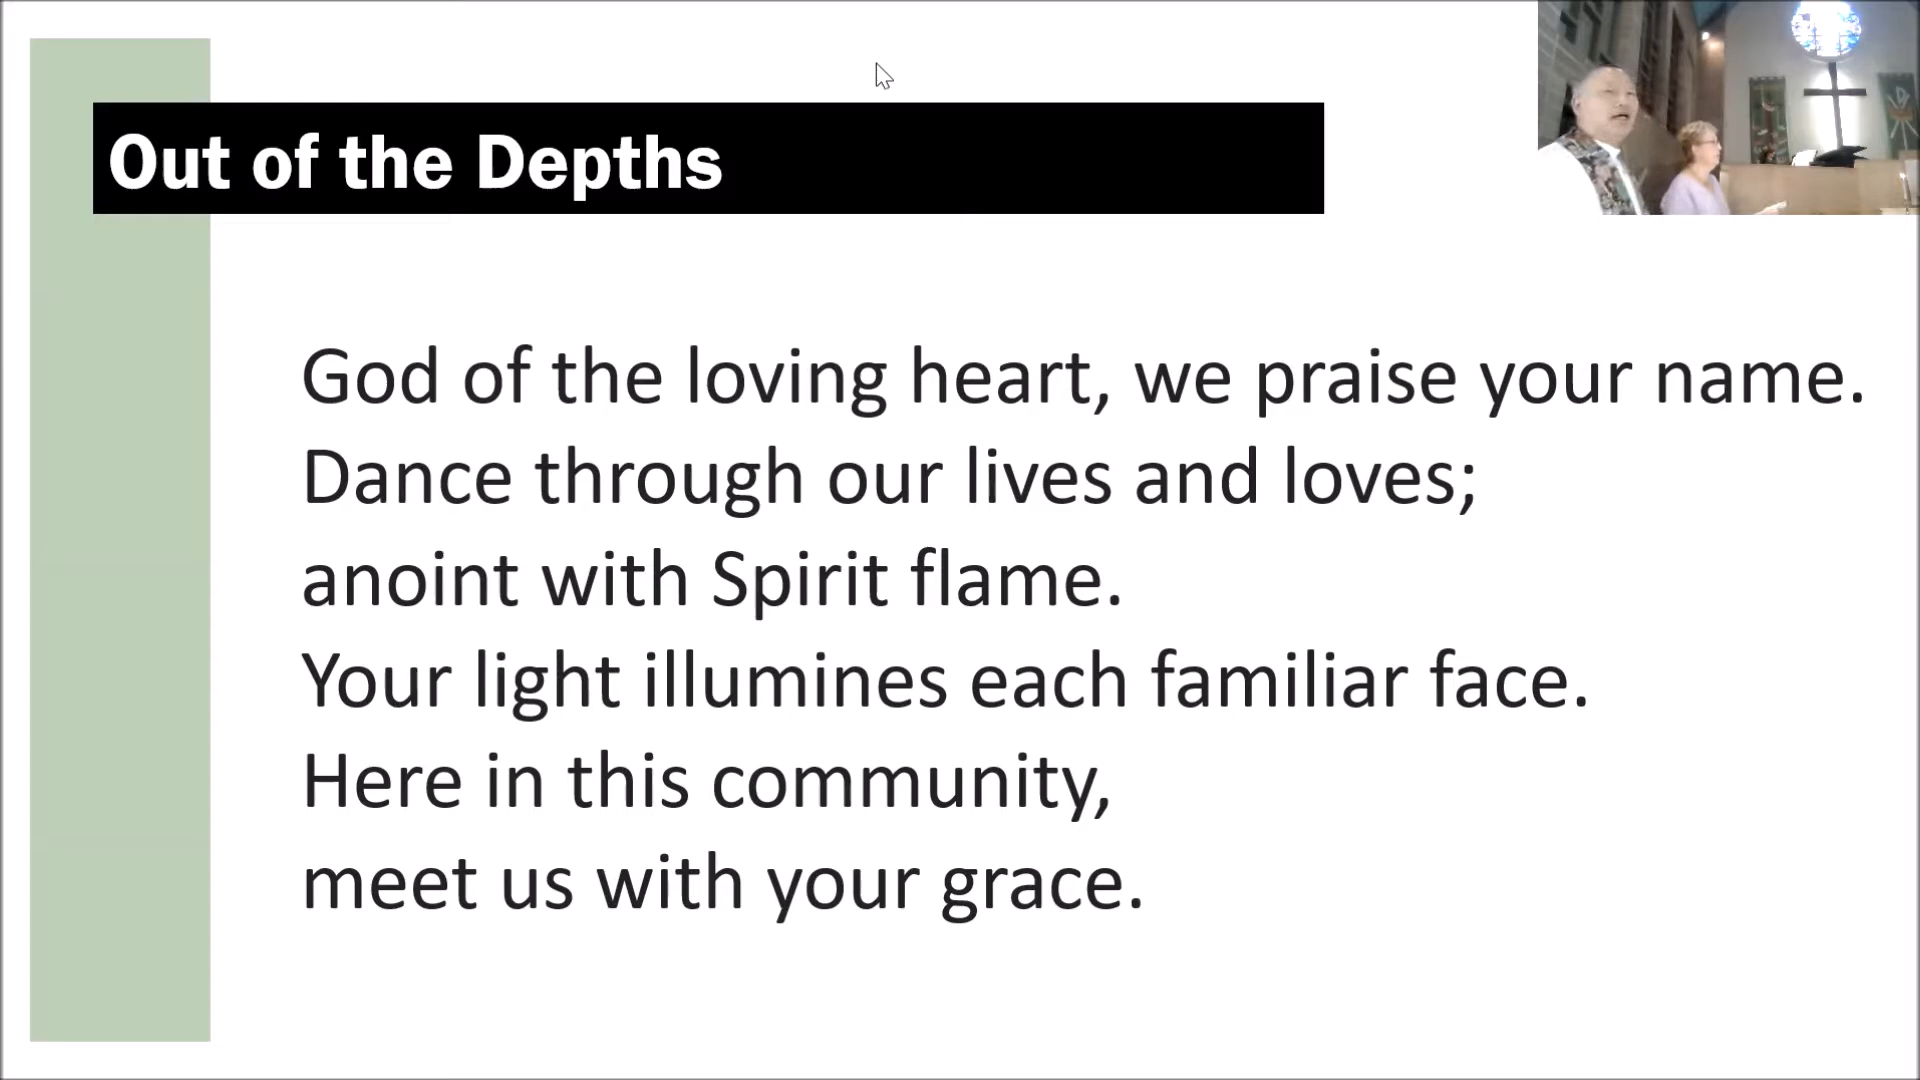 Out of the Depths
God of the loving heart, we praise your name.
Dance through our lives and loves;
anoint with Spirit flame.
Your light illumines each familiar face.
Here in this community,
meet us with your grace.